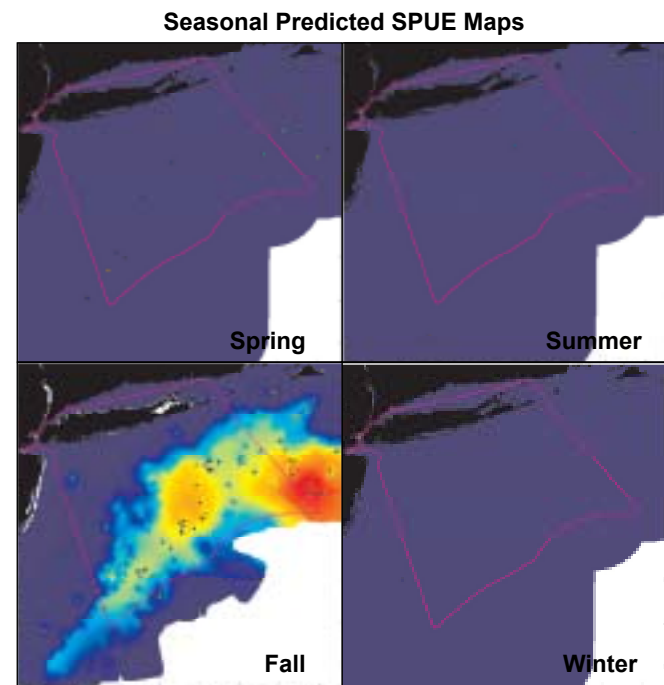 Seasonal Predicted SPUE Maps
Spring
Summer
Fall
Winter